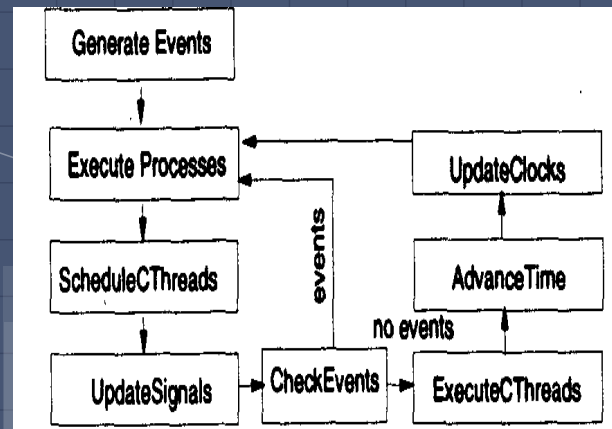 Generate Events
Execute Processes
UpdateClocks
events
ScheduleCThreads
AdvanceTime
no events
UpdateSignals
CheckEvents
ExecuteCThreads